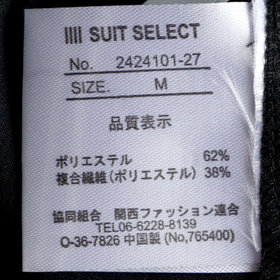 SUIT SELECT
No. 2424101-27
SIZE. M
品質表示
ポリエステル 62%
複合繊維(ポリエステル) 38%
協同組合 関西ファッション連合
TEL06-6228-8139
O-36-7826 中国製 (No,765400)